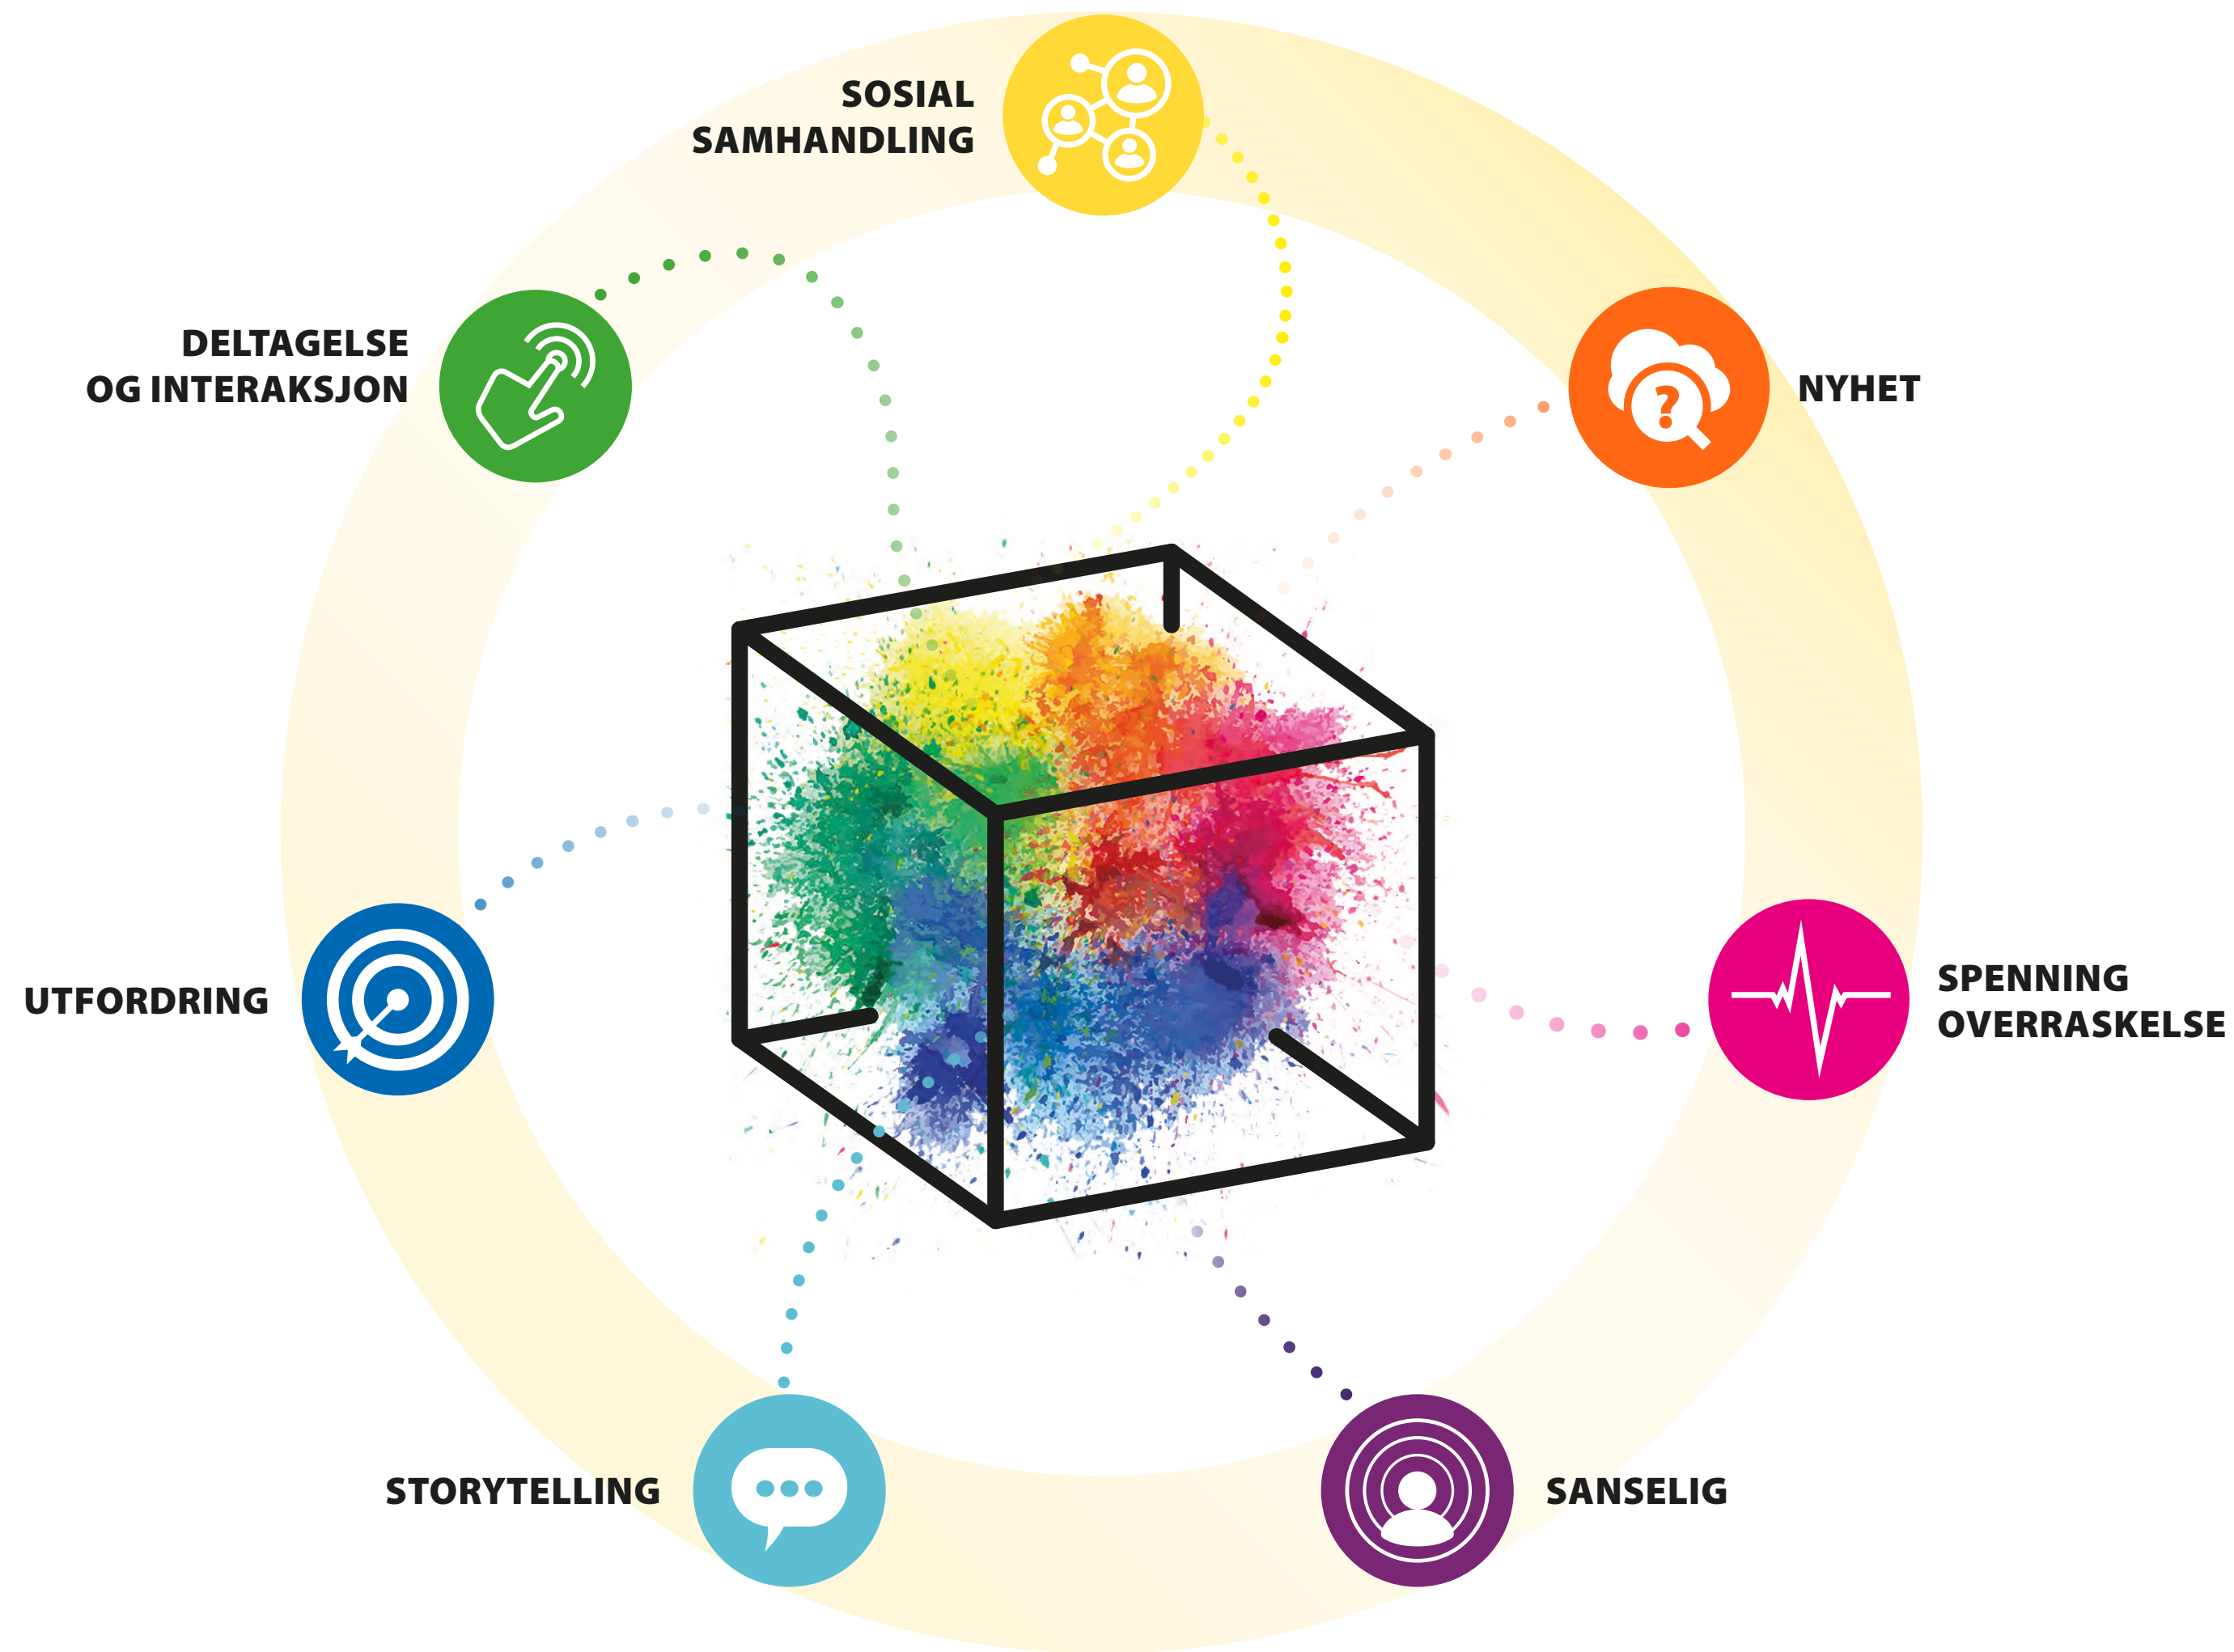 SOSIAL
SAMHANDLING
DELTAGELSE
OG INTERAKSJON
?
NYHET
UTFORDRING
SPENNING
OVERRASKELSE
STORYTELLING
SANSELIG